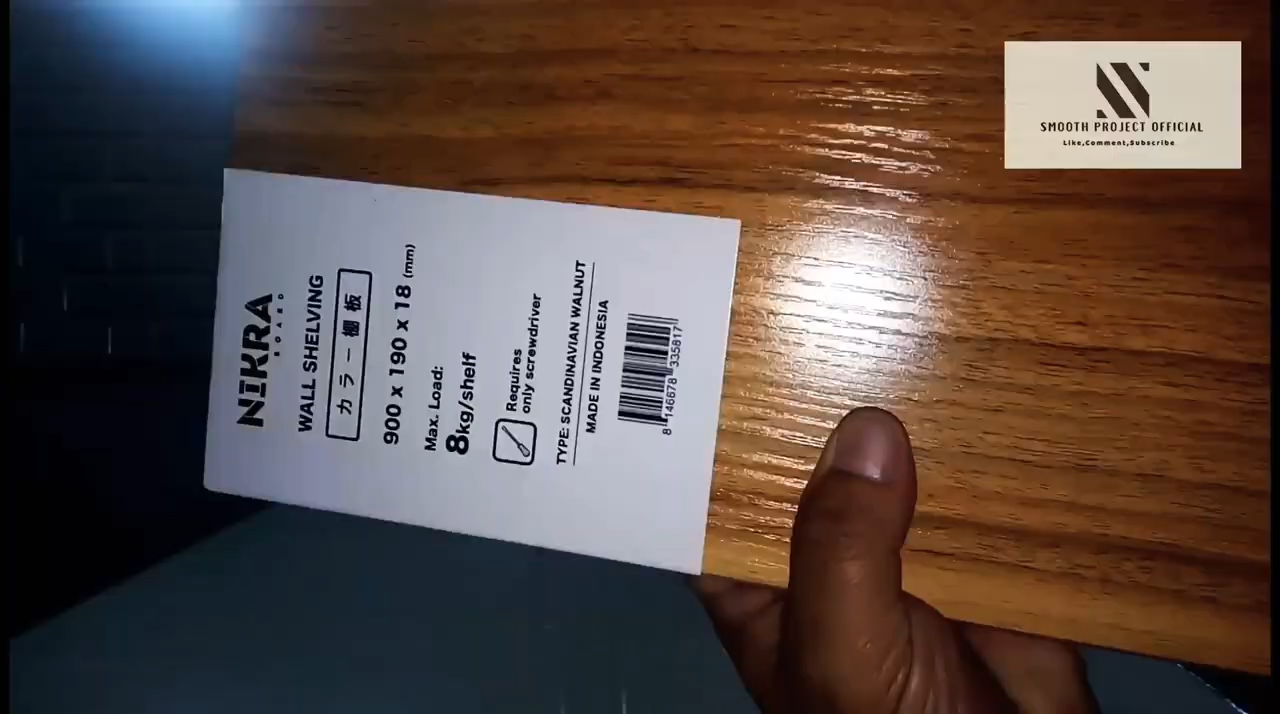 NIKRA
BOARD
WALL SHELVING
カラー棚板
900 x 190 x 18 (mm)
Max. Load:
8kg/shelf
Requires
only screwdriver
TYPE: SCANDINAVIAN WALNUT
MADE IN INDONESIA
8 146678 335817
SMOOTH PROJECT OFFICIAL
Like,Comment,Subscribe